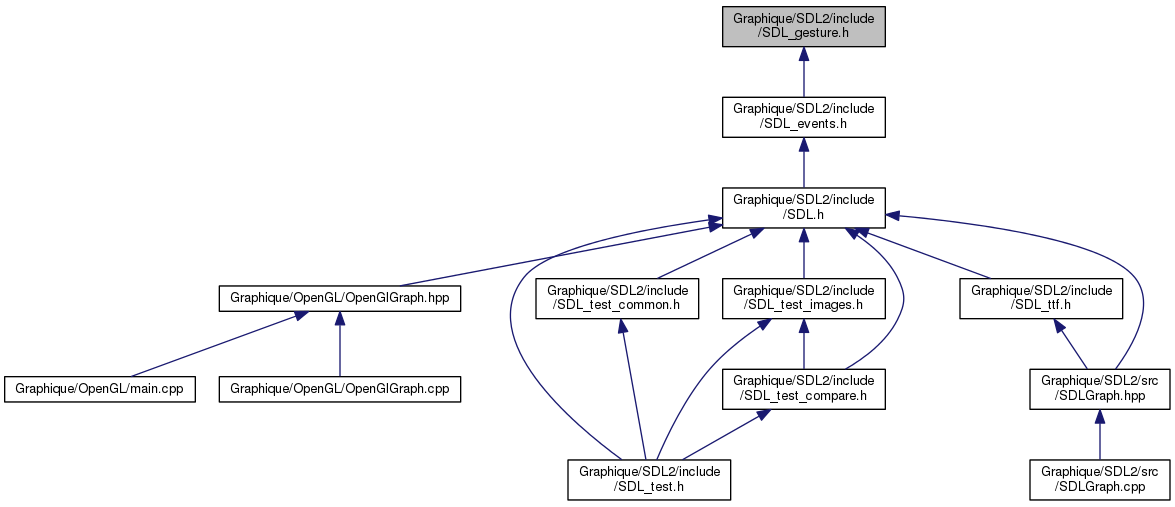 Graphique/SDL2/include
/SDL_gesture.h
Graphique/SDL2/include
/SDL_events.h
Graphique/SDL2/include
/SDL.h
Graphique/OpenGL/OpenGlGraph.hpp
Graphique/SDL2/include
/SDL_test_common.h
Graphique/SDL2/include
/SDL_test_images.h
Graphique/SDL2/include
/SDL_ttf.h
Graphique/OpenGL/main.cpp
Graphique/OpenGL/OpenGlGraph.cpp
Graphique/SDL2/include
/SDL_test_compare.h
Graphique/SDL2/src
/SDLGraph.hpp
Graphique/SDL2/include
/SDL_test.h
Graphique/SDL2/src
/SDLGraph.cpp